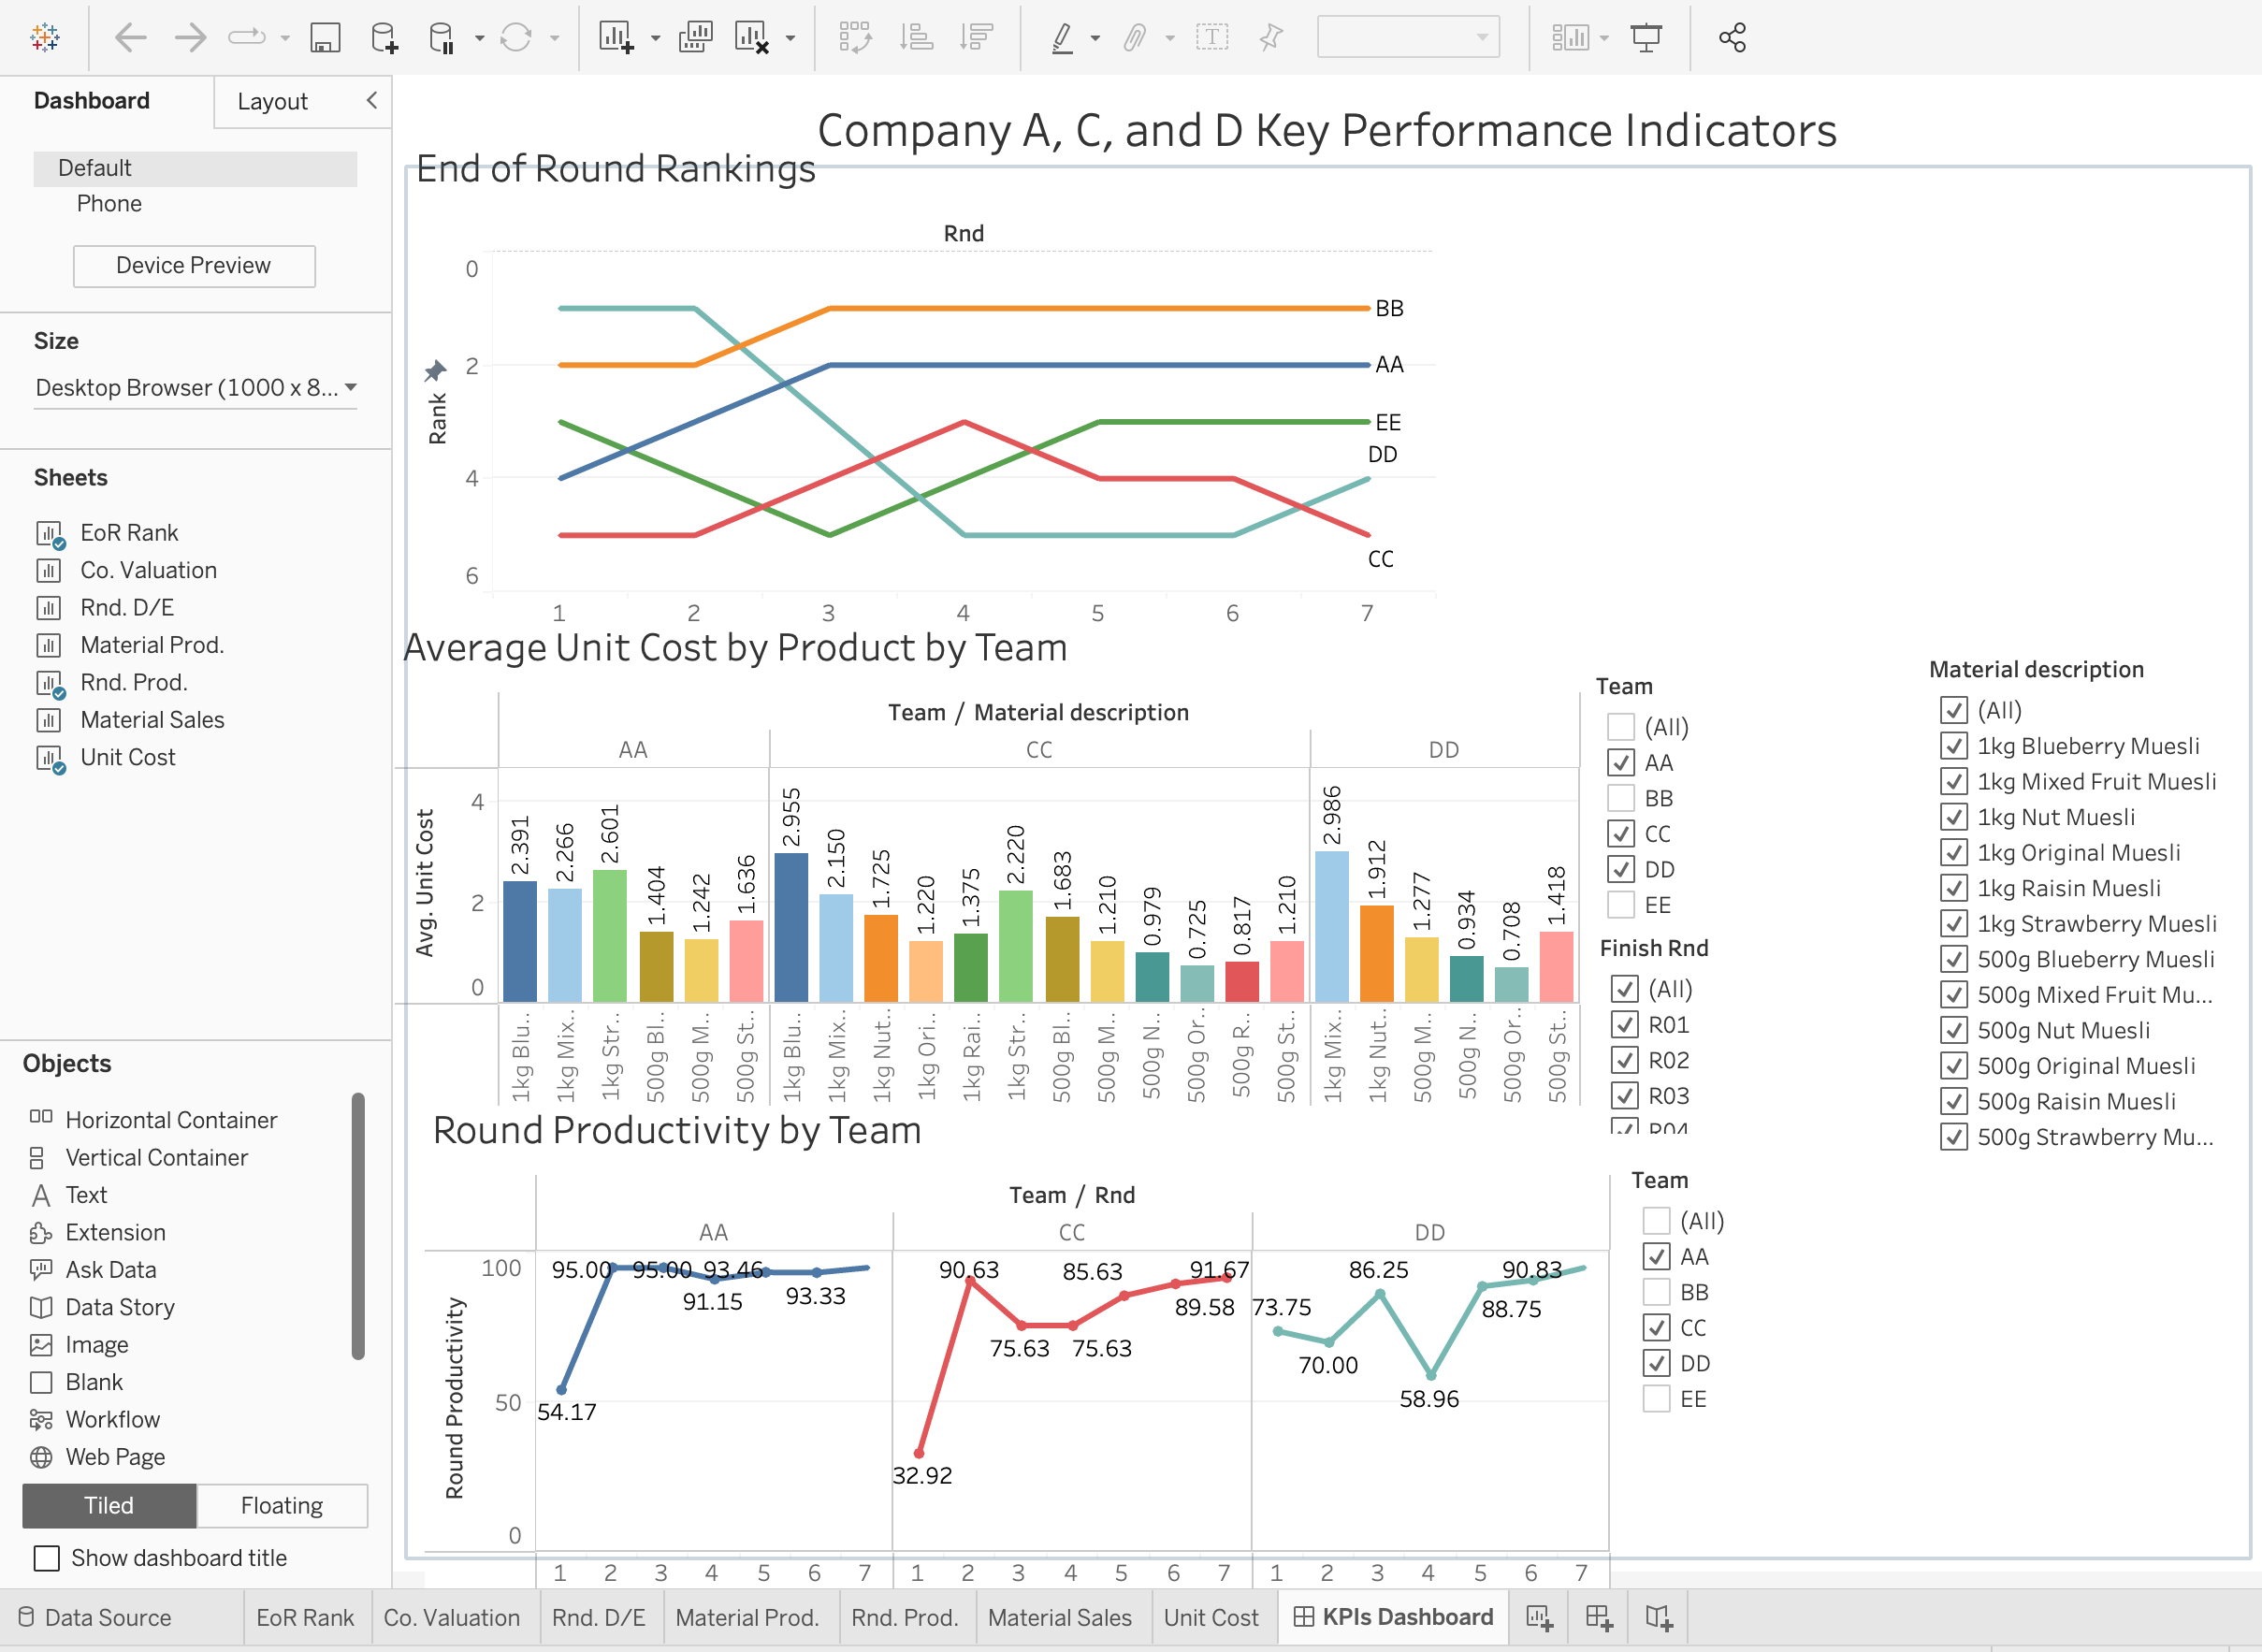 Dashboard
Layout
Default
Phone
Device Preview
Size
Desktop Browser (1000 x 8...
Sheets
EoR Rank
Co. Valuation
Rnd. D/E
Material Prod.
Rnd. Prod.
Material Sales
Unit Cost
Objects
Horizontal Container
Vertical Container
Text
Extension
Ask Data
Data Story
Image
Blank
Workflow
Web Page
Tiled
Floating
Show dashboard title
Company A, C, and D Key Performance Indicators
End of Round Rankings
Rnd
Rank
0
2
4
6
BB
AA
EE
DD
CC
1 2 3 4 5 6 7
Average Unit Cost by Product by Team
Team / Material description
AA CC DD
Avg. Unit Cost
4
2
0
2.391 2.266 2.601 1.404 1.242 1.636 2.955 2.150 1.725 1.220 1.375 2.220 1.683 1.210 0.979 0.725 0.817 1.210 2.986 1.912 1.277 0.934 0.708 1.418
1kg Blu.. 1kg Mix.. 1kg Str.. 500g Bl.. 500g M.. 500g St.. 1kg Blu.. 1kg Mix.. 1kg Nut.. 1kg Ori.. 1kg Rai.. 1kg Str.. 500g Bl.. 500g M.. 500g N.. 500g Or.. 500g R.. 500g St.. 1kg Mix.. 1kg Nut.. 500g M.. 500g N.. 500g Or.. 500g St..
Team
(All)
AA
BB
CC
DD
EE
Finish Rnd
(All)
R01
R02
R03
R04
Material description
(All)
1kg Blueberry Muesli
1kg Mixed Fruit Muesli
1kg Nut Muesli
1kg Original Muesli
1kg Raisin Muesli
1kg Strawberry Muesli
500g Blueberry Muesli
500g Mixed Fruit Mu...
500g Nut Muesli
500g Original Muesli
500g Raisin Muesli
500g Strawberry Mu...
Round Productivity by Team
Team / Rnd
AA CC DD
Round Productivity
100
50
0
54.17 95.00 95.00 91.15 93.46 93.33
32.92 90.63 75.63 75.63 85.63 89.58 91.67
73.75 70.00 86.25 58.96 88.75 90.83
1 2 3 4 5 6 7 1 2 3 4 5 6 7 1 2 3 4 5 6 7
Team
(All)
AA
BB
CC
DD
EE
Data Source
EoR Rank
Co. Valuation
Rnd. D/E
Material Prod.
Rnd. Prod.
Material Sales
Unit Cost
KPIs Dashboard